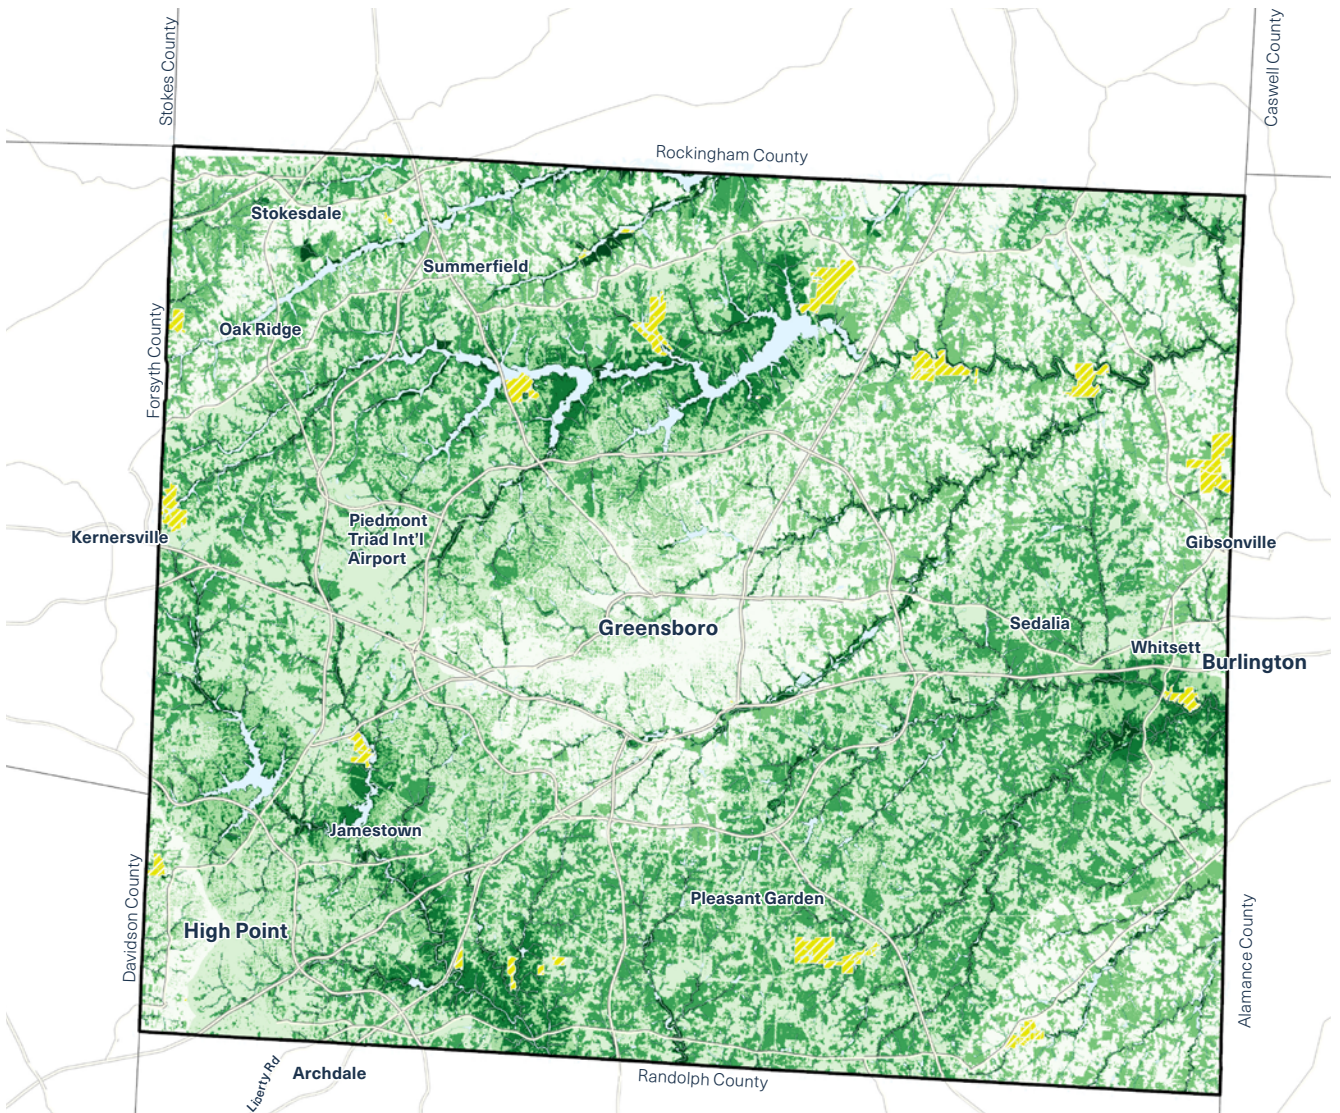 Stokes County
Caswell County
Rockingham County
Stokesdale
Summerfield
Oak Ridge
Forsyth County
Piedmont
Triad Int'l
Airport
Kernersville
Gibsonville
Greensboro
Sedalia
Whitsett
Burlington
Jamestown
Pleasant Garden
High Point
Davidson County
Alamance County
Randolph County
Archdale
Liberty Rd